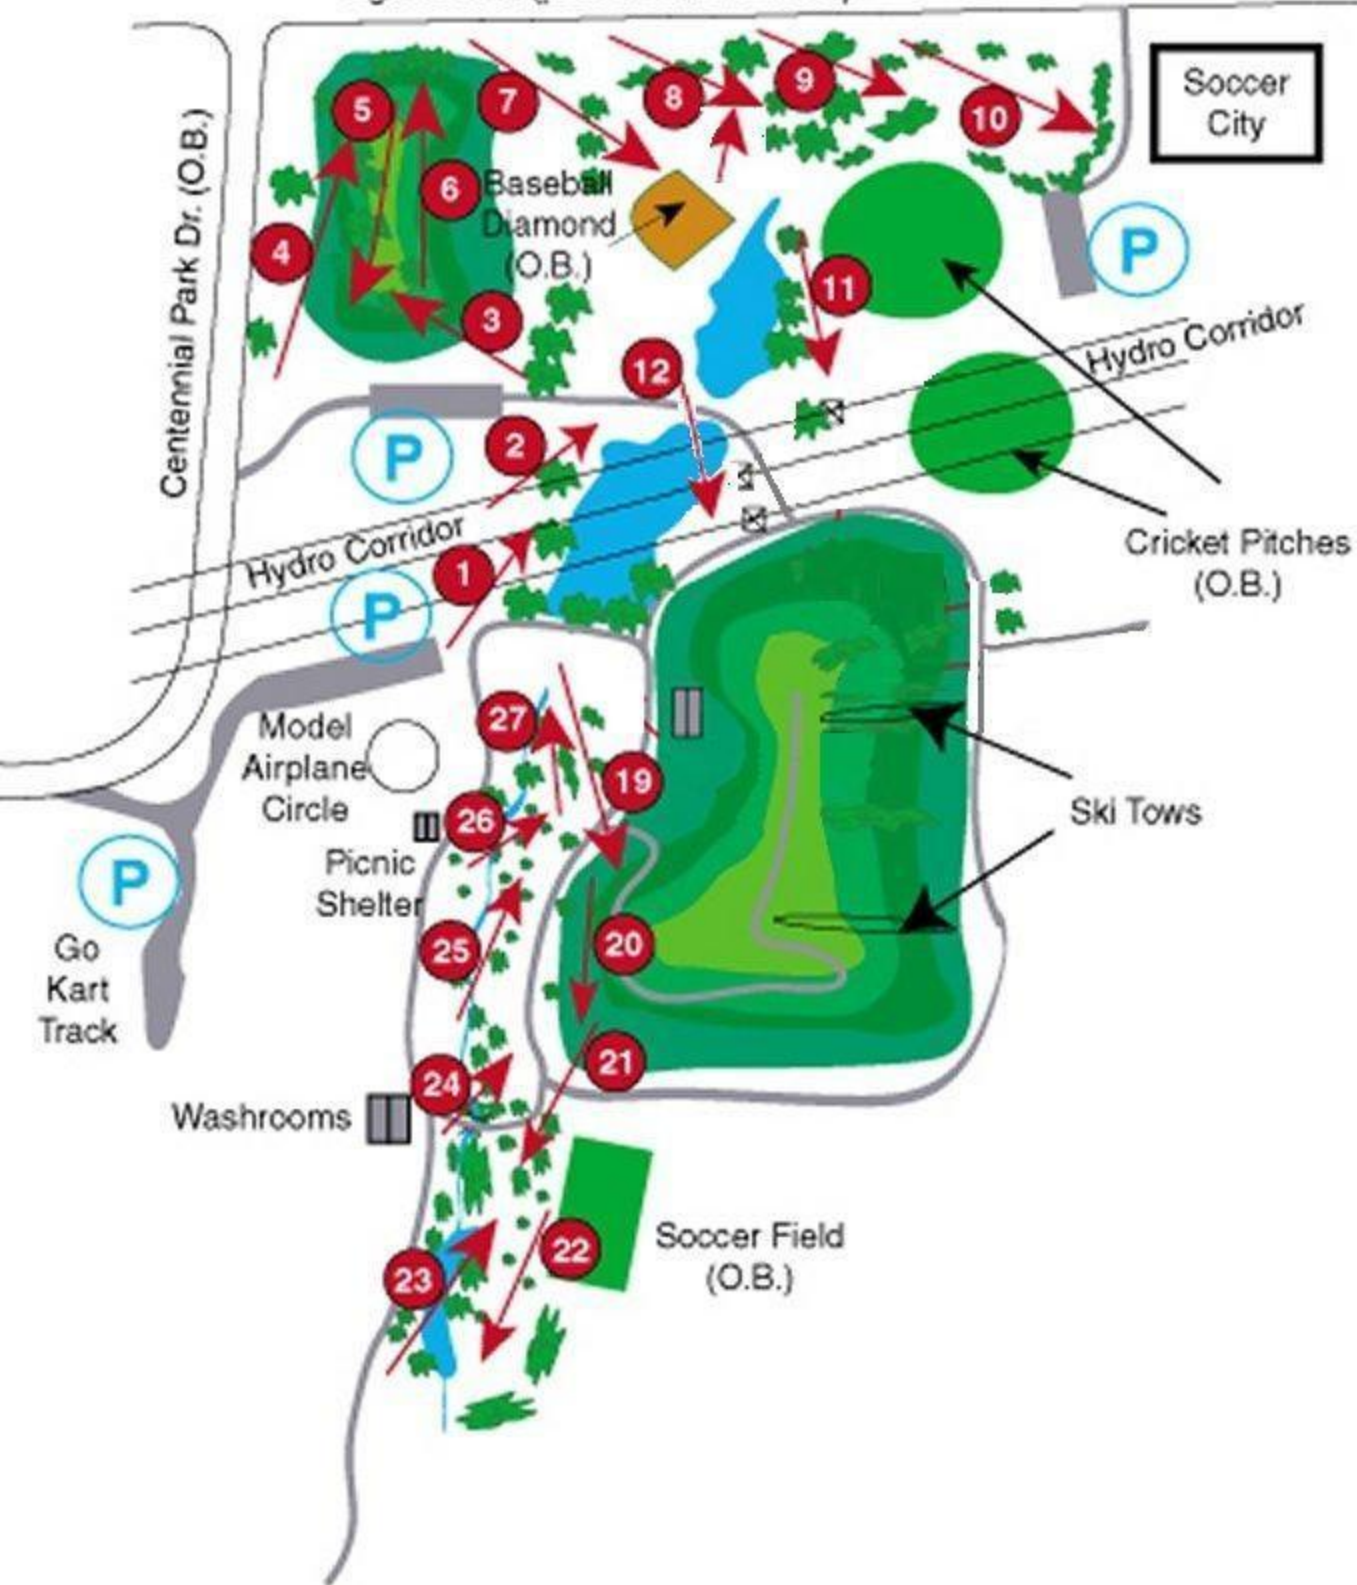 Soccer
City
5
7
8
9
10
Centennial Park Dr. (O.B.)
6
Baseball
Diamond
(O.B.)
P
4
11
3
Hydro Corridor
12
2
P
Cricket Pitches
(O.B.)
Hydro Corridor
1
P
27
Model
Airplane
Circle
19
Ski Tows
26
Picnic
Shelter
P
25
20
Go
Kart
Track
21
24
Washrooms
22
Soccer Field
(O.B.)
23